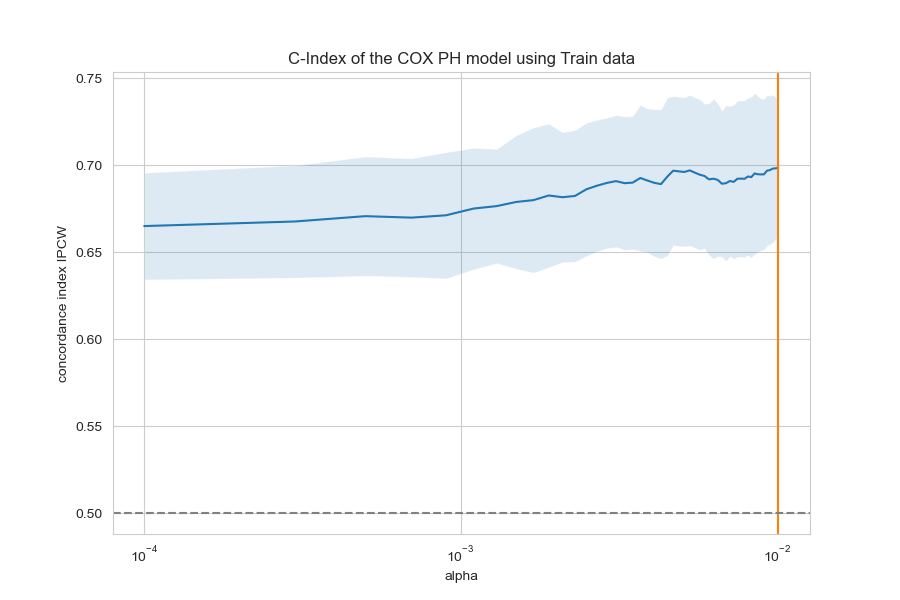 C-Index of the COX PH model using Train data
concordance index IPCW
0.75
0.70
0.65
0.60
0.55
0.50
10⁻⁴ 10⁻³ 10⁻²
alpha